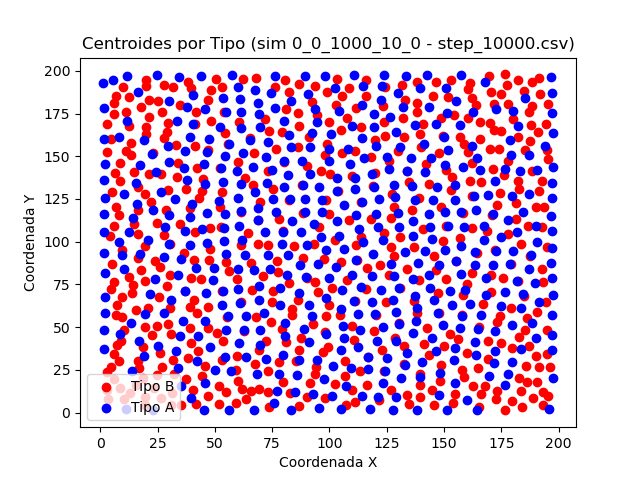 Centroides por Tipo (sim 0_0_1000_10_0 - step_10000.csv)
Coordenada Y
200
175
150
125
100
75
50
25
0
Tipo B
Tipo A
0 25 50 75 100 125 150 175 200
Coordenada X